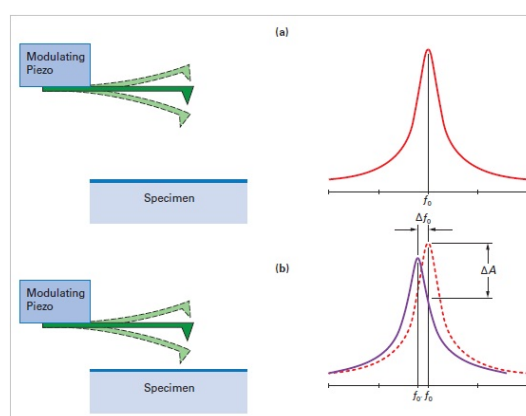 (a)
Modulating
Piezo
Specimen
f₀
Δf₀
(b)
ΔA
Modulating
Piezo
Specimen
f₀' f₀